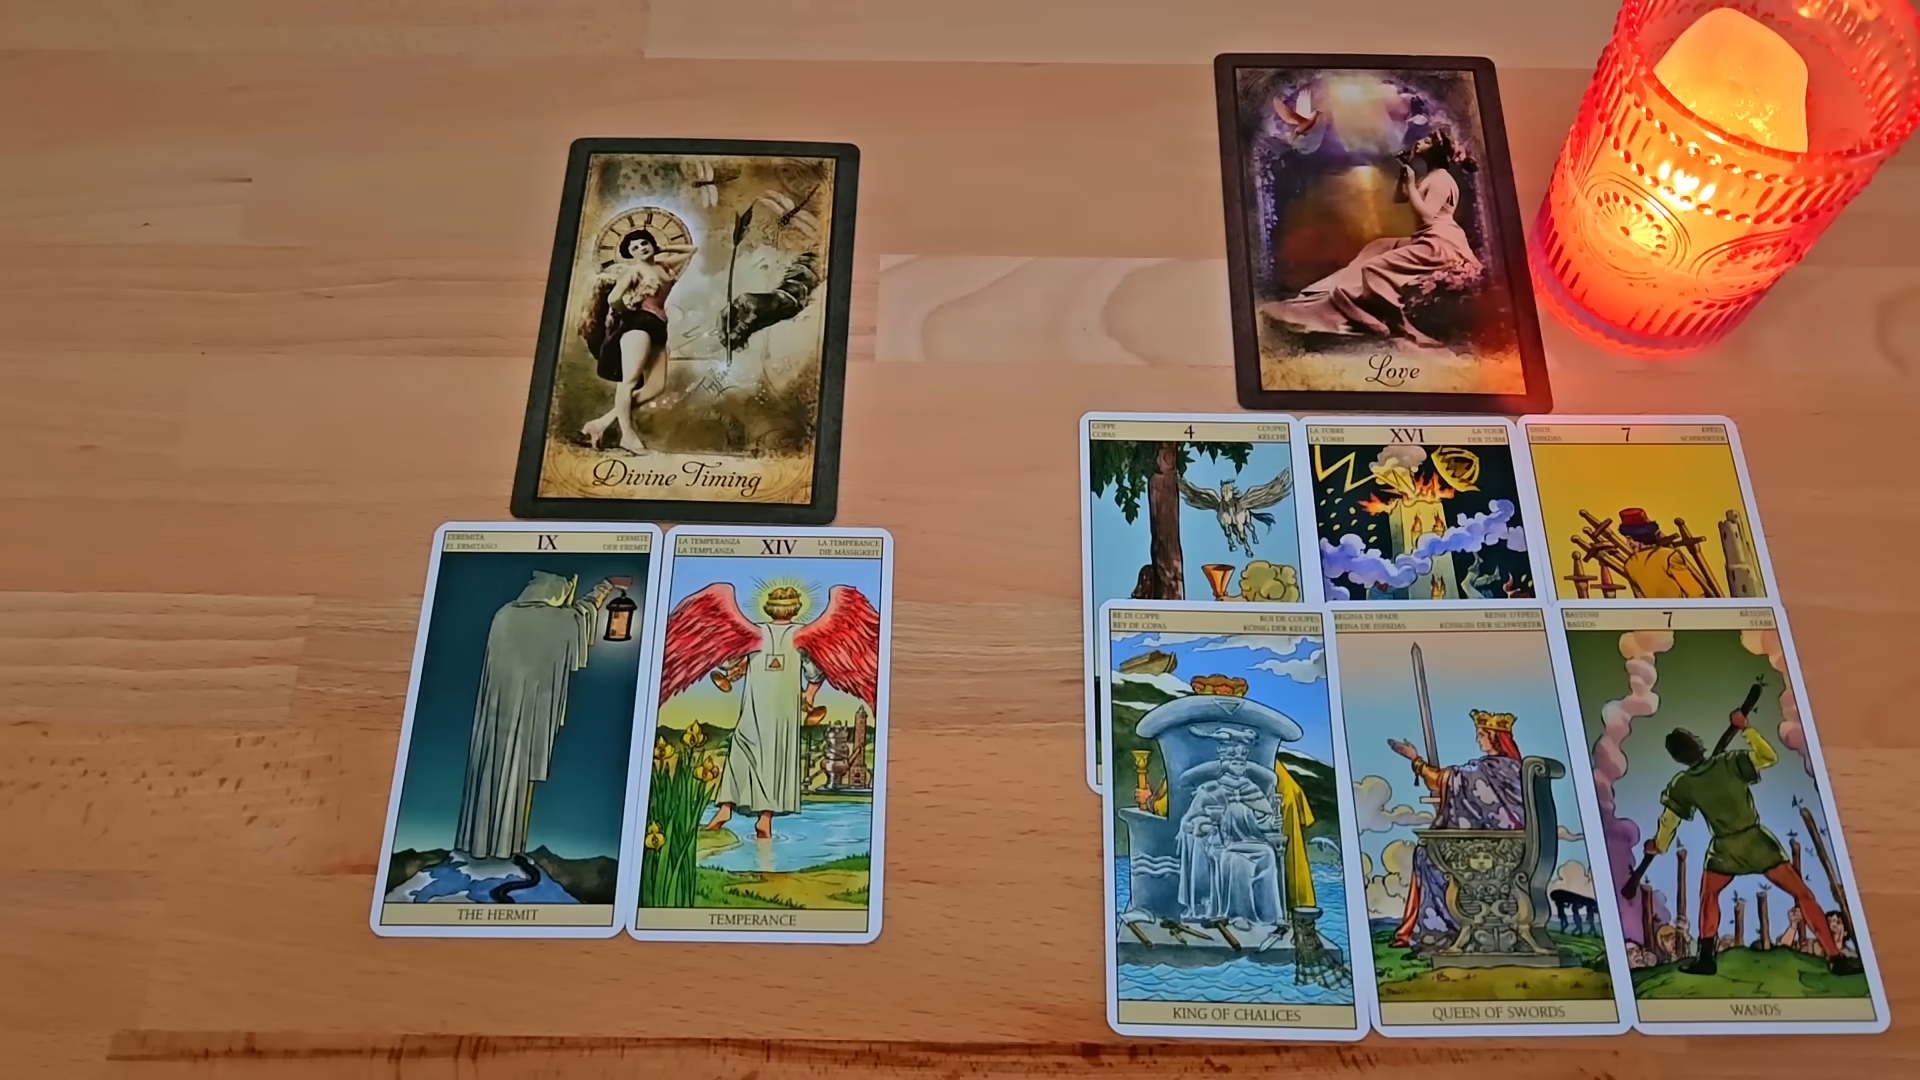 Divine Timing
Love
L'EREMITA
EL ERMITAÑO
IX
L'ERMITE
DER EREMIT
THE HERMIT
LA TEMPERANZA
LA TEMPLANZA
XIV
LA TEMPERANCE
DIE MÄSSIGKEIT
TEMPERANCE
COPPE
COPAS
4
COUPES
KELCHE
LA TORRE
LA TORRE
XVI
LA TOUR
DER TURM
ESPADAS
7
ÉPÉES
SCHWERTER
RE DI COPPE
REY DE COPAS
ROI DE COUPES
KÖNIG DER KELCHE
KING OF CHALICES
REGINA DI SPADE
REINA DE ESPADAS
REINE D'ÉPÉES
KÖNIGIN DER SCHWERTER
QUEEN OF SWORDS
BASTONI
BASTOS
7
BÂTONS
STÄBE
WANDS